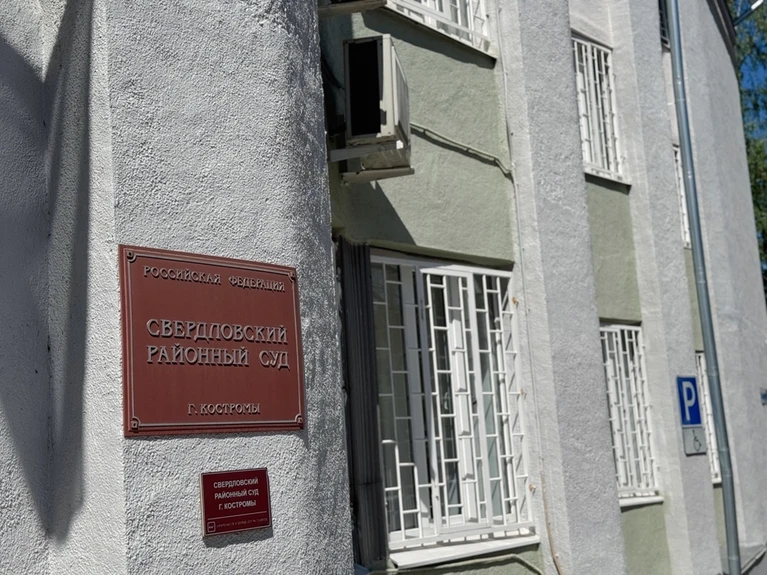 РОССИЙСКАЯ ФЕДЕРАЦИЯ
СВЕРДЛОВСКИЙ
РАЙОННЫЙ СУД
Г. КОСТРОМЫ
СВЕРДЛОВСКИЙ
РАЙОННЫЙ СУД
Г. КОСТРОМЫ
P